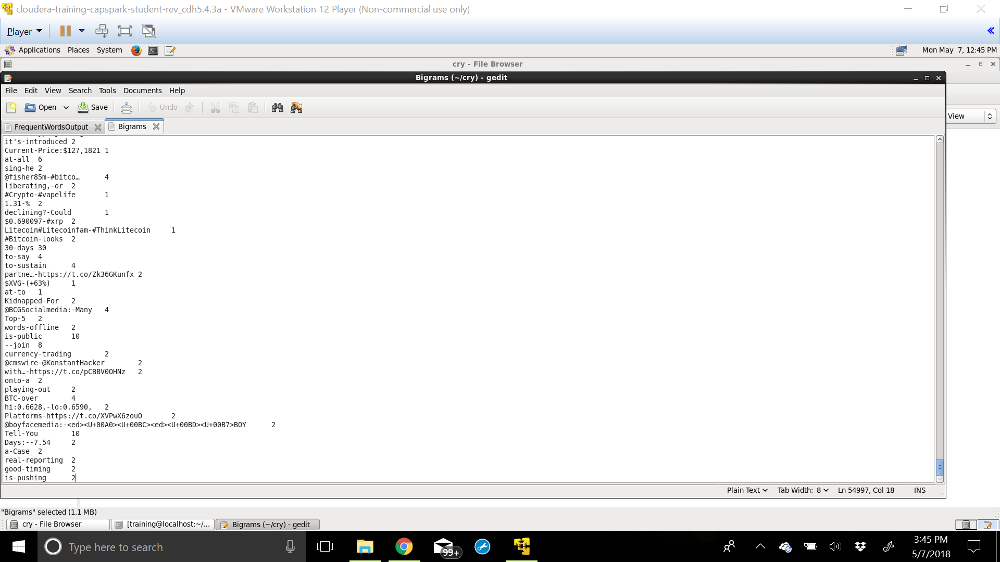 cloudera-training-capspark-student-rev_cdh5.4.3a - VMware Workstation 12 Player (Non-commercial use only)
Player
Applications Places System Mon May 7, 12:45 PM
cry - File Browser
Bigrams (~/cry) - gedit
File Edit View Search Tools Documents Help
Open Save Undo
View
FrequentWordsOutput Bigrams
it's-introduced 2
Current-Price:$127,1821 1
at-all 6
sing-he 2
@fisher85m-#bitco… 4
liberating,-or 2
#Crypto-#vapelife 1
1.31-% 2
declining?-Could 1
$0.690097-#xrp 2
Litecoin#Litecoinfam-#ThinkLitecoin 1
#Bitcoin-looks 2
30-days 30
to-say 4
to-sustain 4
partne…-https://t.co/Zk36GKunfx 2
$XVG-(+63%) 1
at-to 1
Kidnapped-For 2
@BCGSocialmedia:-Many 4
Top-5 2
words-offline 2
is-public 10
--join 8
currency-trading 2
@cmswire-@KonstantHacker 2
with…-https://t.co/pCBBV0OHNz 2
onto-a 2
playing-out 2
BTC-over 4
hi:0.6628,-lo:0.6590, 2
Platforms-https://t.co/XVPwX6zouO 2
@boyfacemedia:-<ed><U+00A0><U+00BC><ed><U+00BD><U+00B7>BOY 2
Tell-You 10
Days:--7.54 2
a-Case 2
real-reporting 2
good-timing 2
is-pushing 2
Plain Text Tab Width: 8 Ln 54997, Col 18 INS
"Bigrams" selected (1.1 MB)
cry - File Browser [training@localhost:~/... Bigrams (~/cry) - gedit
Type here to search 99+ 3:45 PM
5/7/2018